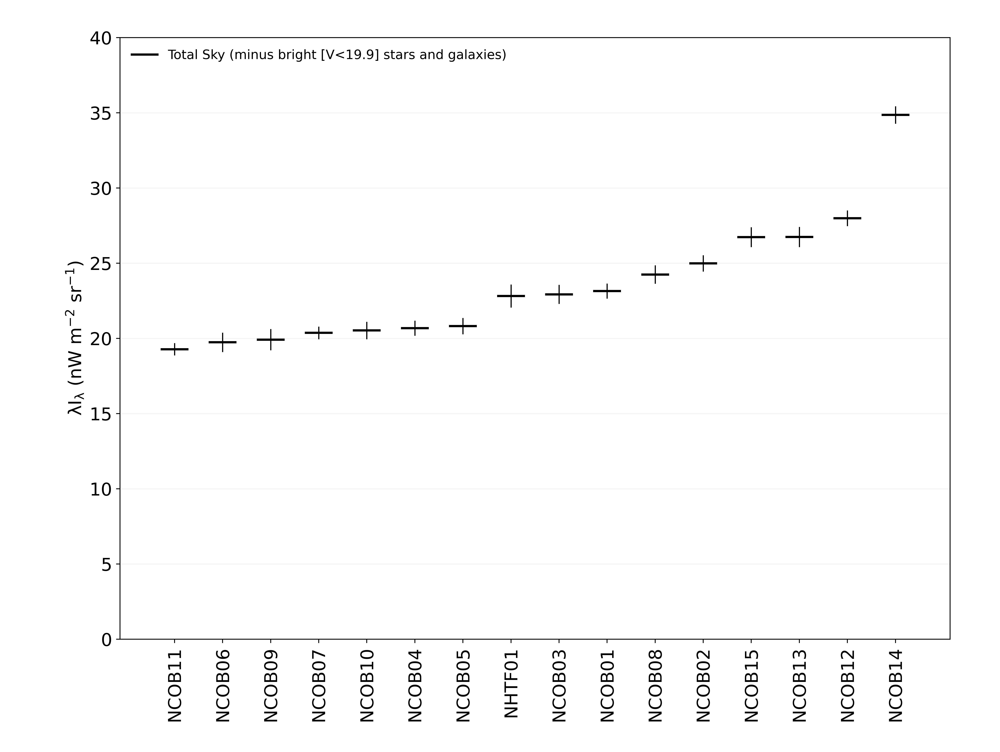 40
Total Sky (minus bright [V<19.9] stars and galaxies)
35
30
25
20
15
10
5
0
λIλ (nW m−2 sr−1)
NCOB11
NCOB06
NCOB09
NCOB07
NCOB10
NCOB04
NCOB05
NHTF01
NCOB03
NCOB01
NCOB08
NCOB02
NCOB15
NCOB13
NCOB12
NCOB14